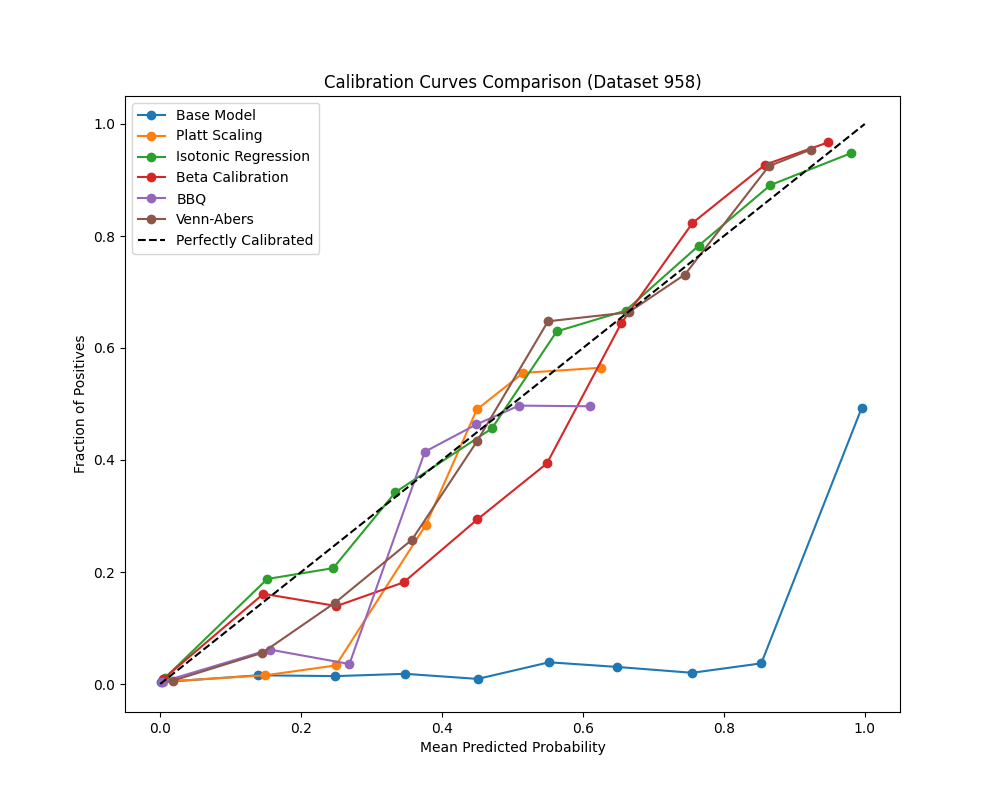 Calibration Curves Comparison (Dataset 958)
Base Model
Platt Scaling
Isotonic Regression
Beta Calibration
BBQ
Venn-Abers
Perfectly Calibrated
1.0
0.8
0.6
0.4
0.2
0.0
Fraction of Positives
0.0 0.2 0.4 0.6 0.8 1.0
Mean Predicted Probability